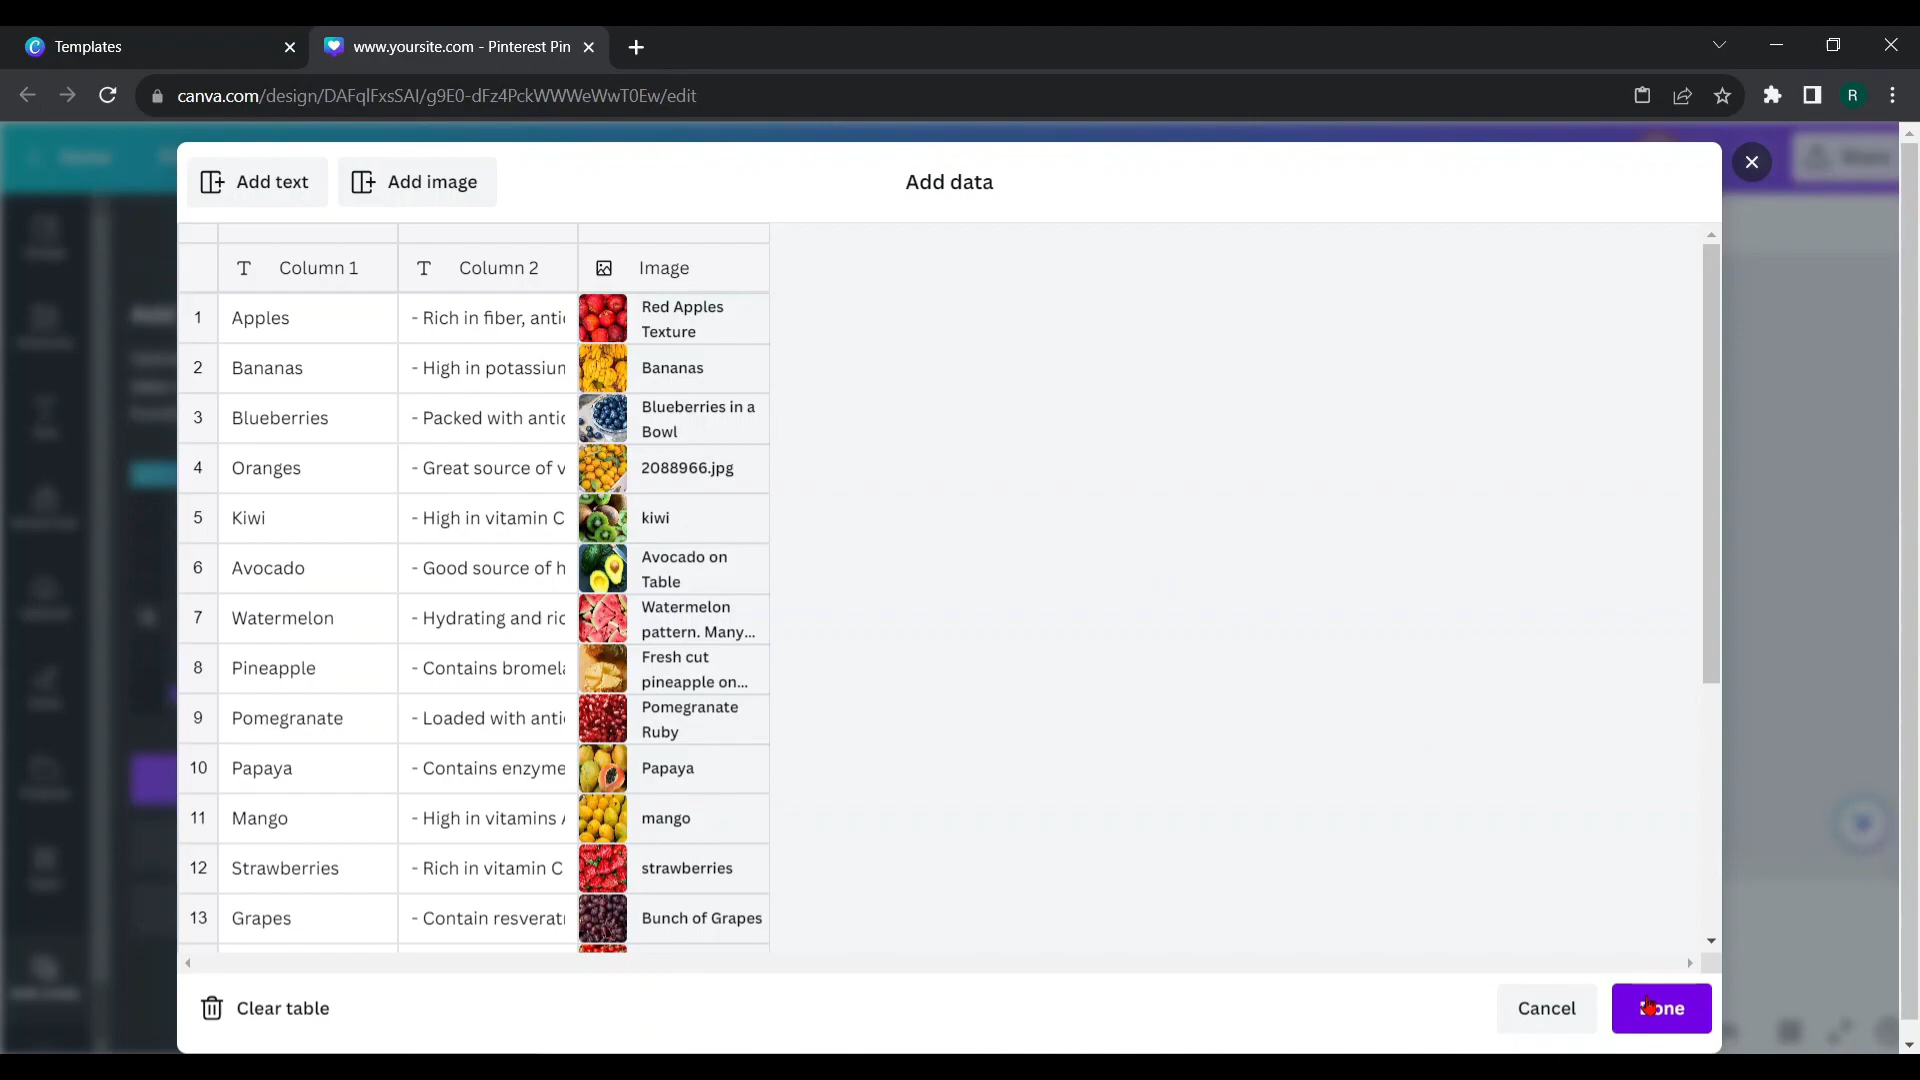 Templates
www.yoursite.com - Pinterest Pin
canva.com/design/DAFqlFxsSAI/g9E0-dFz4PckWWWeWwT0Ew/edit
R
Add text
Add image
Add data
Column 1
Column 2
Image
1 Apples - Rich in fiber, anti Red Apples
Texture
2 Bananas - High in potassium Bananas
3 Blueberries - Packed with antio Blueberries in a
Bowl
4 Oranges - Great source of v 2088966.jpg
5 Kiwi - High in vitamin C kiwi
6 Avocado - Good source of h Avocado on
Table
7 Watermelon - Hydrating and ric Watermelon
pattern. Many...
8 Pineapple - Contains bromela Fresh cut
pineapple on...
9 Pomegranate - Loaded with anti Pomegranate
Ruby
10 Papaya - Contains enzyme Papaya
11 Mango - High in vitamins A mango
12 Strawberries - Rich in vitamin C strawberries
13 Grapes - Contain resverat Bunch of Grapes
Clear table
Cancel
Done